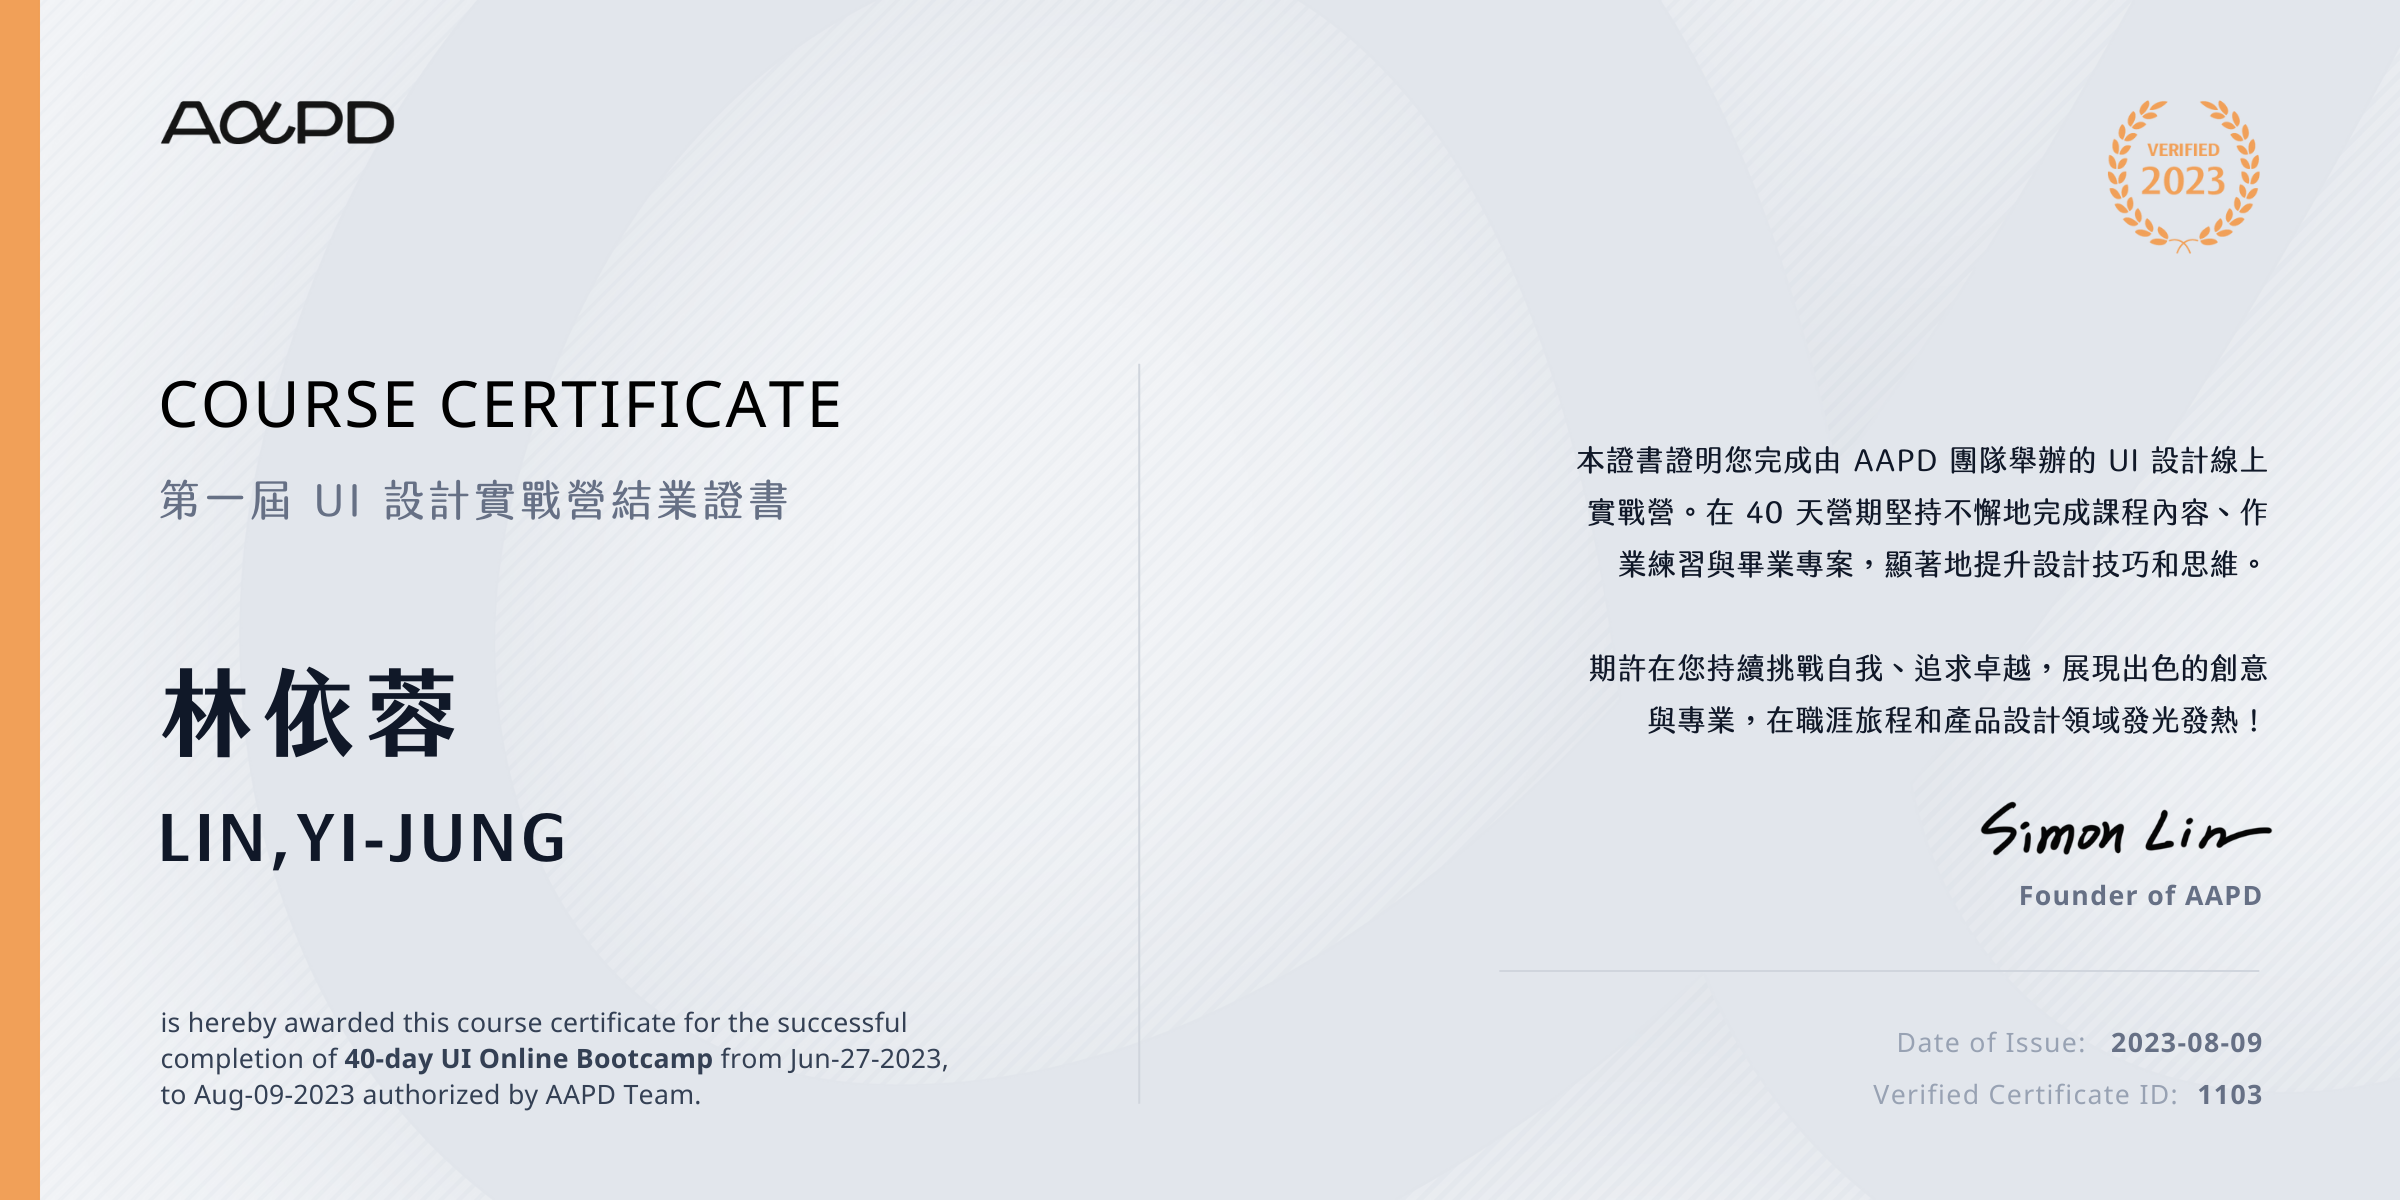 AAPD
VERIFIED
2023
COURSE CERTIFICATE
第一屆 UI 設計實戰營結業證書
林依蓉
LIN,YI-JUNG
is hereby awarded this course certificate for the successful
completion of 40-day UI Online Bootcamp from Jun-27-2023,
to Aug-09-2023 authorized by AAPD Team.
本證書證明您完成由 AAPD 團隊舉辦的 UI 設計線上
實戰營。在 40 天營期堅持不懈地完成課程內容、作
業練習與畢業專案，顯著地提升設計技巧和思維。
期許在您持續挑戰自我、追求卓越，展現出色的創意
與專業，在職涯旅程和產品設計領域發光發熱！
Simon Lin
Founder of AAPD
Date of Issue: 2023-08-09
Verified Certificate ID: 1103